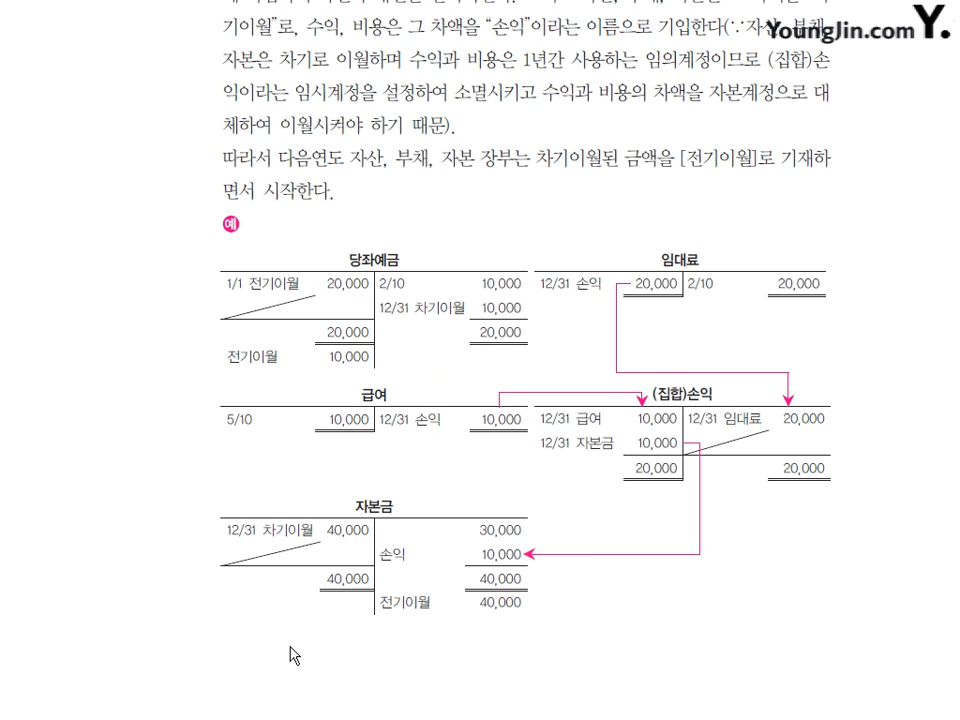 기이월"로, 수익, 비용은 그 차액을 "손익"이라는 이름으로 기입한다(∵자산, 부채,
YoungJin.com Y.
자본은 차기로 이월하며 수익과 비용은 1년간 사용하는 임의계정이므로 (집합)손
익이라는 임시계정을 설정하여 소멸시키고 수익과 비용의 차액을 자본계정으로 대
체하여 이월시켜야 하기 때문).
따라서 다음연도 자산, 부채, 자본 장부는 차기이월된 금액을 [전기이월]로 기재하
면서 시작한다.
예
당좌예금
1/1 전기이월 20,000 2/10 10,000
12/31 차기이월 10,000
20,000 20,000
전기이월 10,000
임대료
12/31 손익 20,000 2/10 20,000
급여
5/10 10,000 12/31 손익 10,000
(집합)손익
12/31 급여 10,000 12/31 임대료 20,000
12/31 자본금 10,000
20,000 20,000
자본금
12/31 차기이월 40,000 30,000
손익 10,000
40,000 40,000
전기이월 40,000